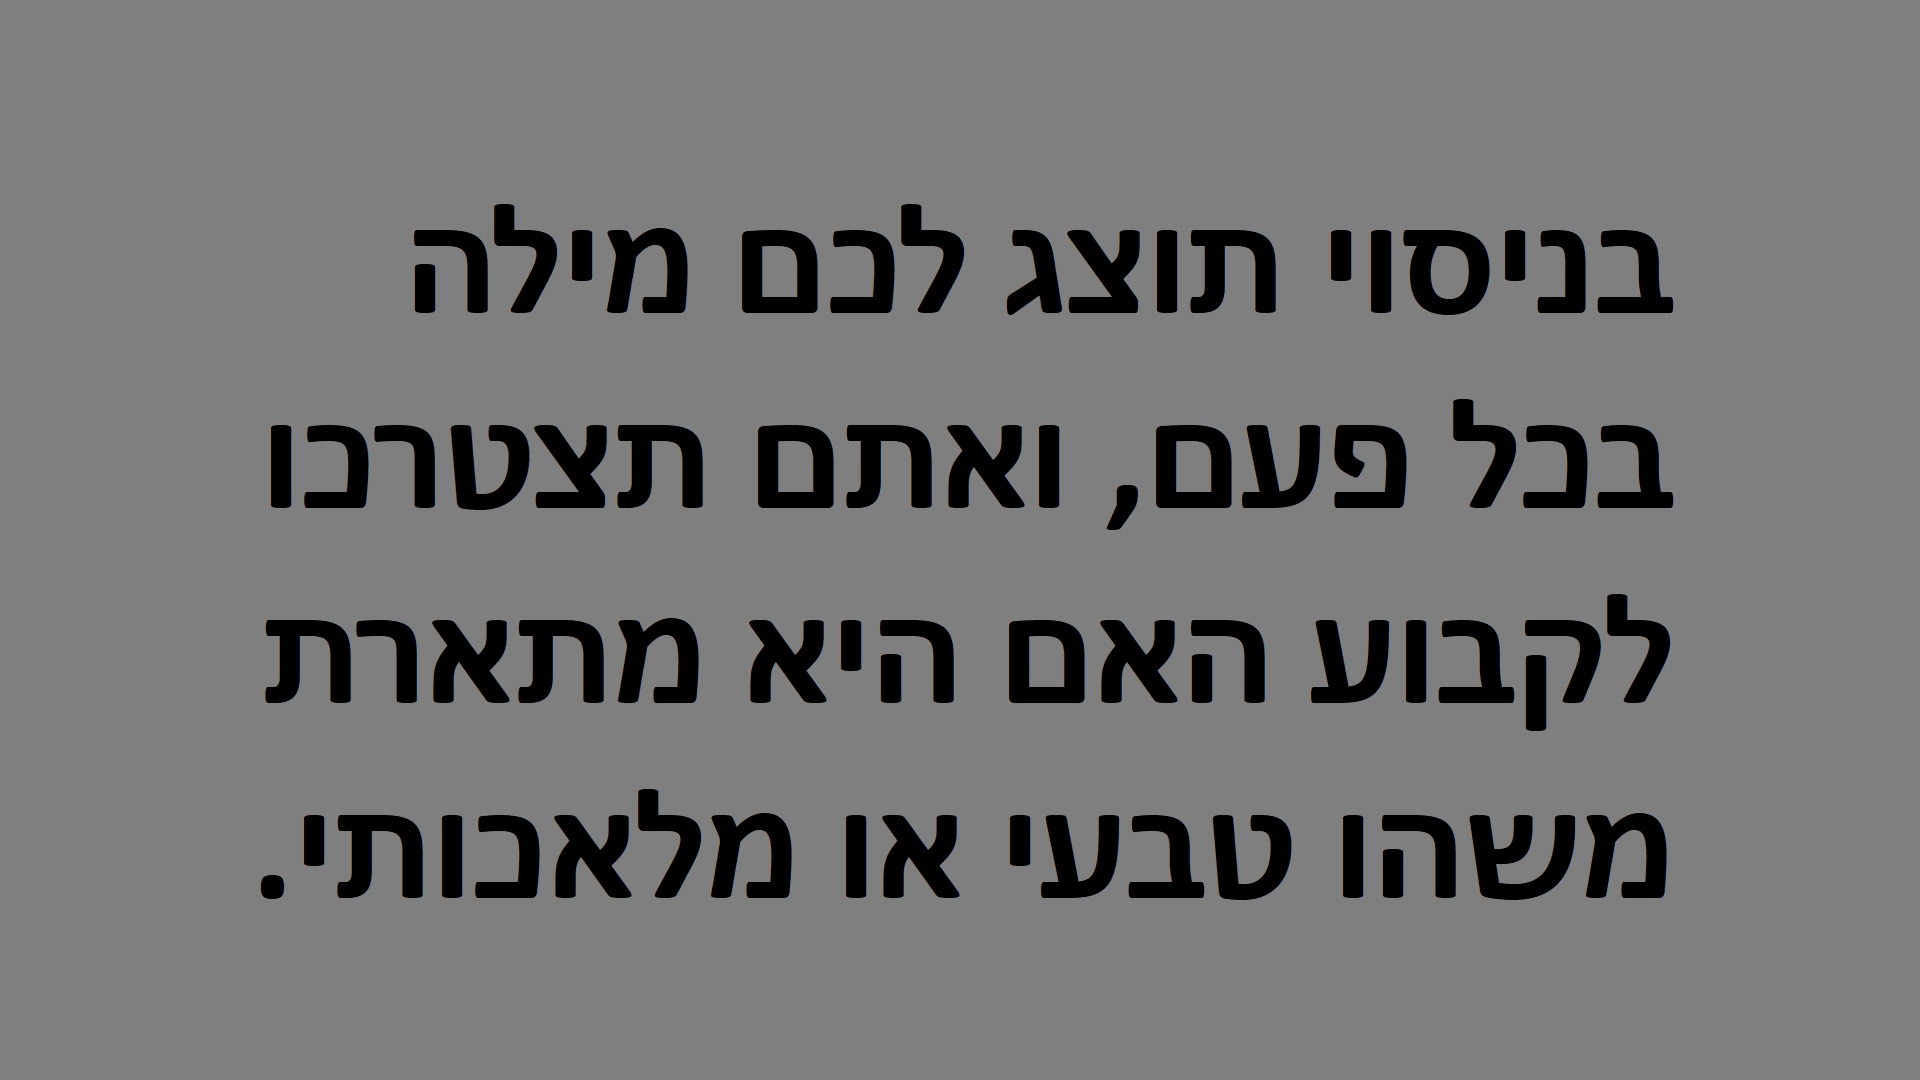 בניסוי תוצג לכם מילה
בכל פעם, ואתם תצטרכו
לקבוע האם היא מתארת
משהו טבעי או מלאכותי.